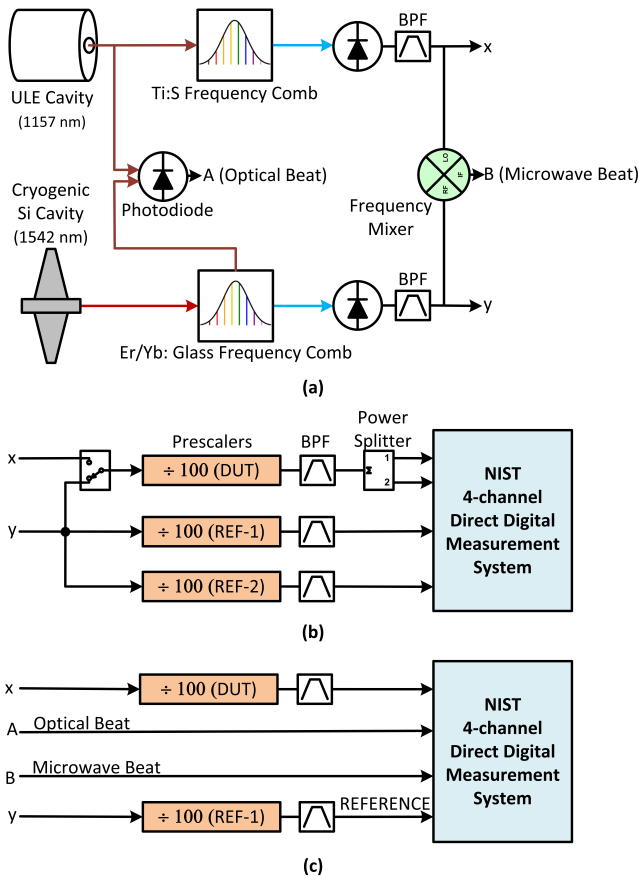 BPF
x
ULE Cavity
(1157 nm)
Ti:S Frequency Comb
A (Optical Beat)
LO
IF
RF
B (Microwave Beat)
Photodiode
Frequency
Mixer
Cryogenic
Si Cavity
(1542 nm)
BPF
y
Er/Yb: Glass Frequency Comb
(a)
Prescalers
BPF
Power
Splitter
x
÷ 100 (DUT)
Σ
1
2
y
÷ 100 (REF-1)
÷ 100 (REF-2)
NIST
4-channel
Direct Digital
Measurement
System
(b)
x
÷ 100 (DUT)
A
Optical Beat
B
Microwave Beat
y
÷ 100 (REF-1)
REFERENCE
NIST
4-channel
Direct Digital
Measurement
System
(c)